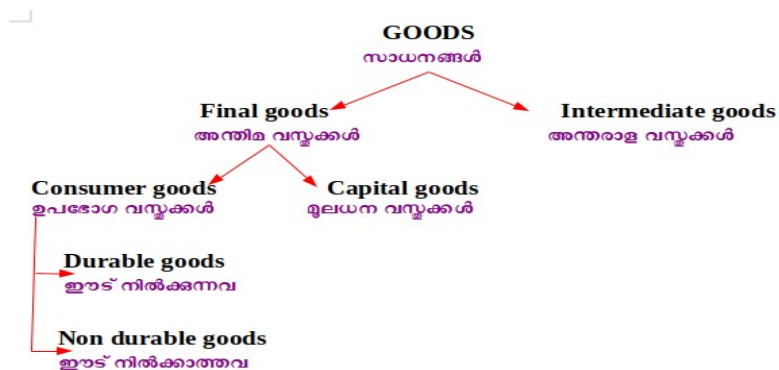 GOODS
സാധനങ്ങൾ
Final goods
അന്തിമ വസ്തുക്കൾ
Intermediate goods
അന്തരാള വസ്തുക്കൾ
Consumer goods
ഉപഭോഗ വസ്തുക്കൾ
Capital goods
മൂലധന വസ്തുക്കൾ
Durable goods
ഈട് നിൽക്കുന്നവ
Non durable goods
ഈട് നിൽക്കാത്തവ